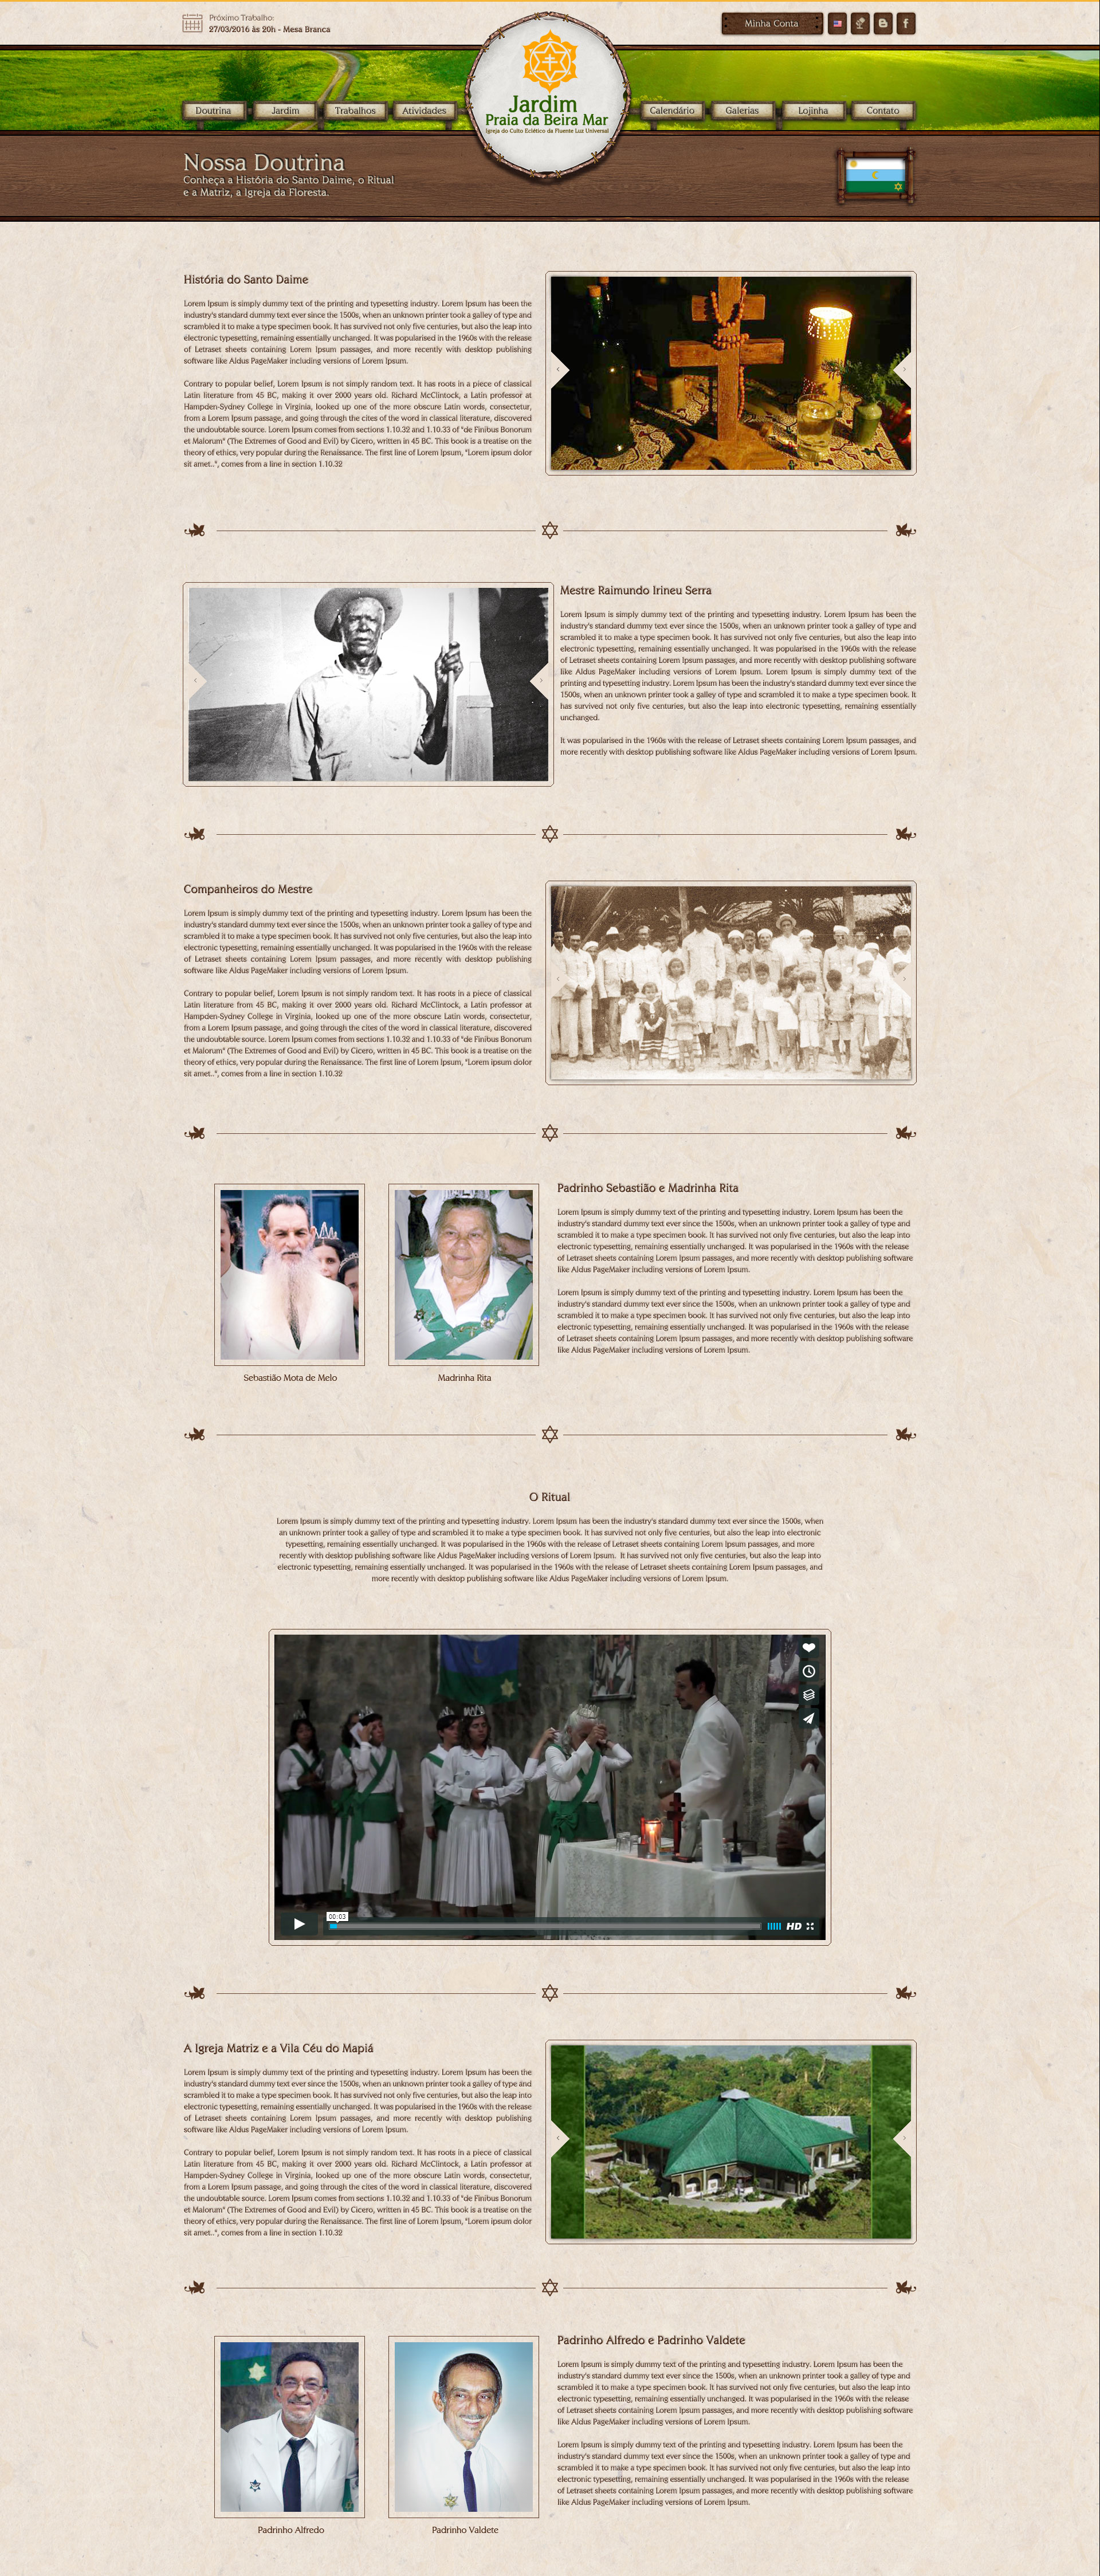 Próximo Trabalho:
27/03/2016 às 20h - Mesa Branca
Minha Conta
Doutrina
Jardim
Trabalhos
Atividades
Jardim
Praia da Beira Mar
Igreja do Culto Eclético da Fluente Luz Universal
Calendário
Galerias
Lojinha
Contato
Nossa Doutrina
Conheça a História do Santo Daime, o Ritual
e a Matriz, a Igreja da Floresta.
História do Santo Daime
Lorem Ipsum is simply dummy text of the printing and typesetting industry. Lorem Ipsum has been the
industry's standard dummy text ever since the 1500s, when an unknown printer took a galley of type and
scrambled it to make a type specimen book. It has survived not only five centuries, but also the leap into
electronic typesetting, remaining essentially unchanged. It was popularised in the 1960s with the release
of Letraset sheets containing Lorem Ipsum passages, and more recently with desktop publishing
software like Aldus PageMaker including versions of Lorem Ipsum.
Contrary to popular belief, Lorem Ipsum is not simply random text. It has roots in a piece of classical
Latin literature from 45 BC, making it over 2000 years old. Richard McClintock, a Latin professor at
Hampden-Sydney College in Virginia, looked up one of the more obscure Latin words, consectetur,
from a Lorem Ipsum passage, and going through the cites of the word in classical literature, discovered
the undoubtable source. Lorem Ipsum comes from sections 1.10.32 and 1.10.33 of "de Finibus Bonorum
et Malorum" (The Extremes of Good and Evil) by Cicero, written in 45 BC. This book is a treatise on the
theory of ethics, very popular during the Renaissance. The first line of Lorem Ipsum, "Lorem ipsum dolor
sit amet..", comes from a line in section 1.10.32
Mestre Raimundo Irineu Serra
Lorem Ipsum is simply dummy text of the printing and typesetting industry. Lorem Ipsum has been the
industry's standard dummy text ever since the 1500s, when an unknown printer took a galley of type and
scrambled it to make a type specimen book. It has survived not only five centuries, but also the leap into
electronic typesetting, remaining essentially unchanged. It was popularised in the 1960s with the release
of Letraset sheets containing Lorem Ipsum passages, and more recently with desktop publishing software
like Aldus PageMaker including versions of Lorem Ipsum. Lorem Ipsum is simply dummy text of the
printing and typesetting industry. Lorem Ipsum has been the industry's standard dummy text ever since the
1500s, when an unknown printer took a galley of type and scrambled it to make a type specimen book. It
has survived not only five centuries, but also the leap into electronic typesetting, remaining essentially
unchanged.
It was popularised in the 1960s with the release of Letraset sheets containing Lorem Ipsum passages, and
more recently with desktop publishing software like Aldus PageMaker including versions of Lorem Ipsum.
Companheiros do Mestre
Lorem Ipsum is simply dummy text of the printing and typesetting industry. Lorem Ipsum has been the
industry's standard dummy text ever since the 1500s, when an unknown printer took a galley of type and
scrambled it to make a type specimen book. It has survived not only five centuries, but also the leap into
electronic typesetting, remaining essentially unchanged. It was popularised in the 1960s with the release
of Letraset sheets containing Lorem Ipsum passages, and more recently with desktop publishing
software like Aldus PageMaker including versions of Lorem Ipsum.
Contrary to popular belief, Lorem Ipsum is not simply random text. It has roots in a piece of classical
Latin literature from 45 BC, making it over 2000 years old. Richard McClintock, a Latin professor at
Hampden-Sydney College in Virginia, looked up one of the more obscure Latin words, consectetur,
from a Lorem Ipsum passage, and going through the cites of the word in classical literature, discovered
the undoubtable source. Lorem Ipsum comes from sections 1.10.32 and 1.10.33 of "de Finibus Bonorum
et Malorum" (The Extremes of Good and Evil) by Cicero, written in 45 BC. This book is a treatise on the
theory of ethics, very popular during the Renaissance. The first line of Lorem Ipsum, "Lorem ipsum dolor
sit amet..", comes from a line in section 1.10.32
Padrinho Sebastião e Madrinha Rita
Lorem Ipsum is simply dummy text of the printing and typesetting industry. Lorem Ipsum has been the
industry's standard dummy text ever since the 1500s, when an unknown printer took a galley of type and
scrambled it to make a type specimen book. It has survived not only five centuries, but also the leap into
electronic typesetting, remaining essentially unchanged. It was popularised in the 1960s with the release
of Letraset sheets containing Lorem Ipsum passages, and more recently with desktop publishing software
like Aldus PageMaker including versions of Lorem Ipsum.
Lorem Ipsum is simply dummy text of the printing and typesetting industry. Lorem Ipsum has been the
industry's standard dummy text ever since the 1500s, when an unknown printer took a galley of type and
scrambled it to make a type specimen book. It has survived not only five centuries, but also the leap into
electronic typesetting, remaining essentially unchanged. It was popularised in the 1960s with the release
of Letraset sheets containing Lorem Ipsum passages, and more recently with desktop publishing software
like Aldus PageMaker including versions of Lorem Ipsum.
Sebastião Mota de Melo
Madrinha Rita
O Ritual
Lorem Ipsum is simply dummy text of the printing and typesetting industry. Lorem Ipsum has been the industry's standard dummy text ever since the 1500s, when
an unknown printer took a galley of type and scrambled it to make a type specimen book. It has survived not only five centuries, but also the leap into electronic
typesetting, remaining essentially unchanged. It was popularised in the 1960s with the release of Letraset sheets containing Lorem Ipsum passages, and more
recently with desktop publishing software like Aldus PageMaker including versions of Lorem Ipsum. It has survived not only five centuries, but also the leap into
electronic typesetting, remaining essentially unchanged. It was popularised in the 1960s with the release of Letraset sheets containing Lorem Ipsum passages, and
more recently with desktop publishing software like Aldus PageMaker including versions of Lorem Ipsum.
00:03
HD
A Igreja Matriz e a Vila Céu do Mapiá
Lorem Ipsum is simply dummy text of the printing and typesetting industry. Lorem Ipsum has been the
industry's standard dummy text ever since the 1500s, when an unknown printer took a galley of type and
scrambled it to make a type specimen book. It has survived not only five centuries, but also the leap into
electronic typesetting, remaining essentially unchanged. It was popularised in the 1960s with the release
of Letraset sheets containing Lorem Ipsum passages, and more recently with desktop publishing
software like Aldus PageMaker including versions of Lorem Ipsum.
Contrary to popular belief, Lorem Ipsum is not simply random text. It has roots in a piece of classical
Latin literature from 45 BC, making it over 2000 years old. Richard McClintock, a Latin professor at
Hampden-Sydney College in Virginia, looked up one of the more obscure Latin words, consectetur,
from a Lorem Ipsum passage, and going through the cites of the word in classical literature, discovered
the undoubtable source. Lorem Ipsum comes from sections 1.10.32 and 1.10.33 of "de Finibus Bonorum
et Malorum" (The Extremes of Good and Evil) by Cicero, written in 45 BC. This book is a treatise on the
theory of ethics, very popular during the Renaissance. The first line of Lorem Ipsum, "Lorem ipsum dolor
sit amet..", comes from a line in section 1.10.32
Padrinho Alfredo e Padrinho Valdete
Lorem Ipsum is simply dummy text of the printing and typesetting industry. Lorem Ipsum has been the
industry's standard dummy text ever since the 1500s, when an unknown printer took a galley of type and
scrambled it to make a type specimen book. It has survived not only five centuries, but also the leap into
electronic typesetting, remaining essentially unchanged. It was popularised in the 1960s with the release
of Letraset sheets containing Lorem Ipsum passages, and more recently with desktop publishing software
like Aldus PageMaker including versions of Lorem Ipsum.
Lorem Ipsum is simply dummy text of the printing and typesetting industry. Lorem Ipsum has been the
industry's standard dummy text ever since the 1500s, when an unknown printer took a galley of type and
scrambled it to make a type specimen book. It has survived not only five centuries, but also the leap into
electronic typesetting, remaining essentially unchanged. It was popularised in the 1960s with the release
of Letraset sheets containing Lorem Ipsum passages, and more recently with desktop publishing software
like Aldus PageMaker including versions of Lorem Ipsum.
Padrinho Alfredo
Padrinho Valdete